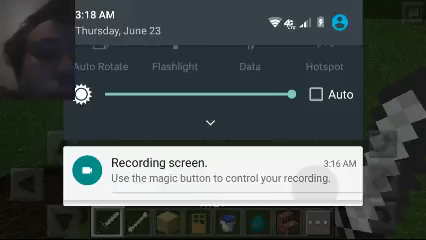 3:18 AM
4G
Thursday, June 23
Auto Rotate
Flashlight
Data
Hotspot
Auto
Recording screen.
3:16 AM
Use the magic button to control your recording.